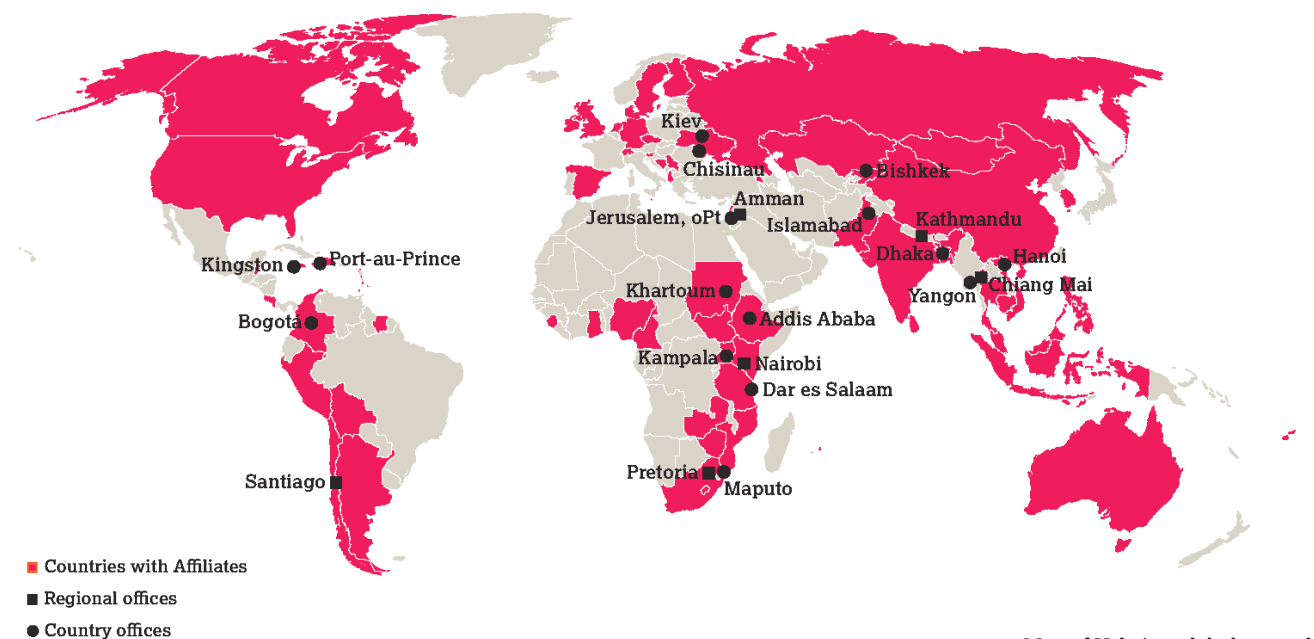 Kiev
Chisinau
Bishkek
Amman
Jerusalem, oPt
Islamabad
Kathmandu
Dhaka
Hanoi
Port-au-Prince
Kingston
Chiang Mai
Yangon
Khartoum
Addis Ababa
Bogotá
Kampala
Nairobi
Dar es Salaam
Pretoria
Santiago
Maputo
Countries with Affiliates
Regional offices
Country offices